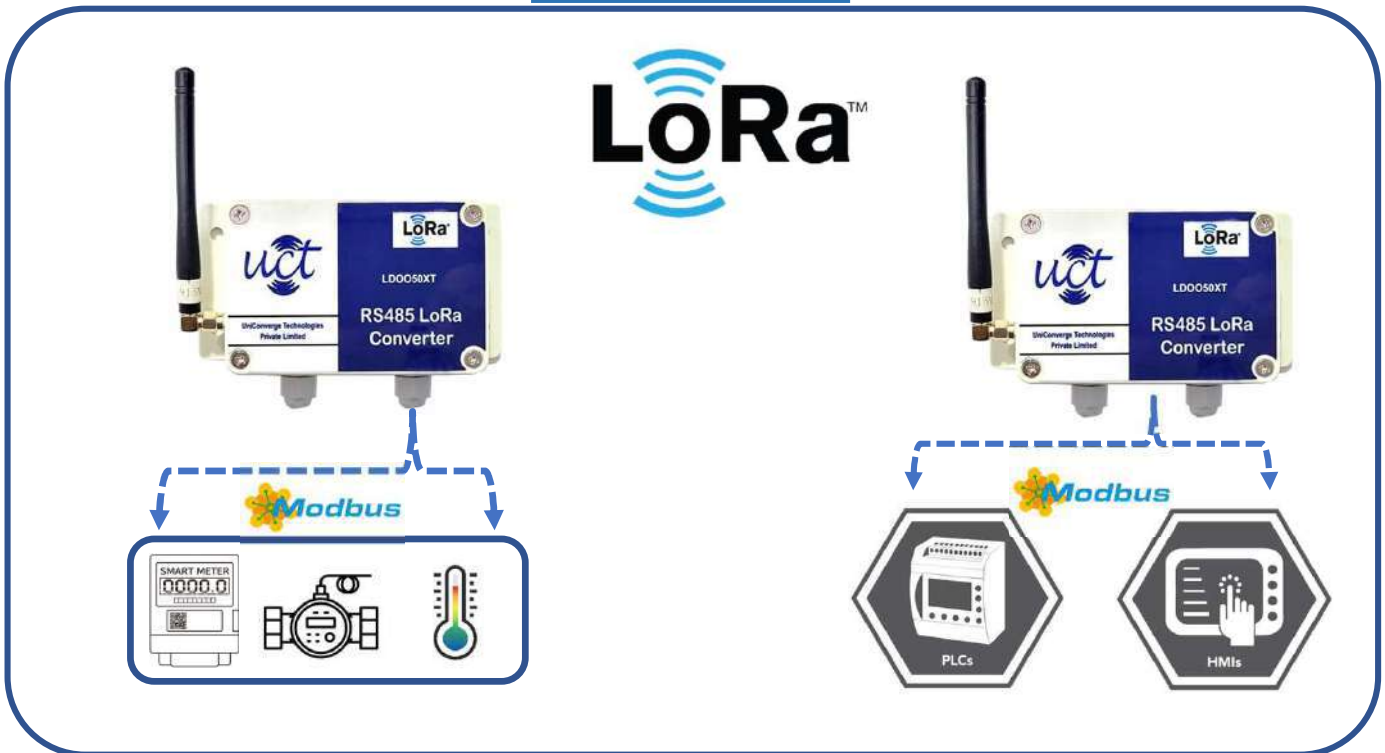 LoRa™
LoRa
uct
LDOO50XT
RS485 LoRa
Converter
UniConverge Technologies
Private Limited
LoRa
uct
LDOO50XT
RS485 LoRa
Converter
UniConverge Technologies
Private Limited
Modbus
Modbus
SMART METER
0000.0
PLCs
HMIs